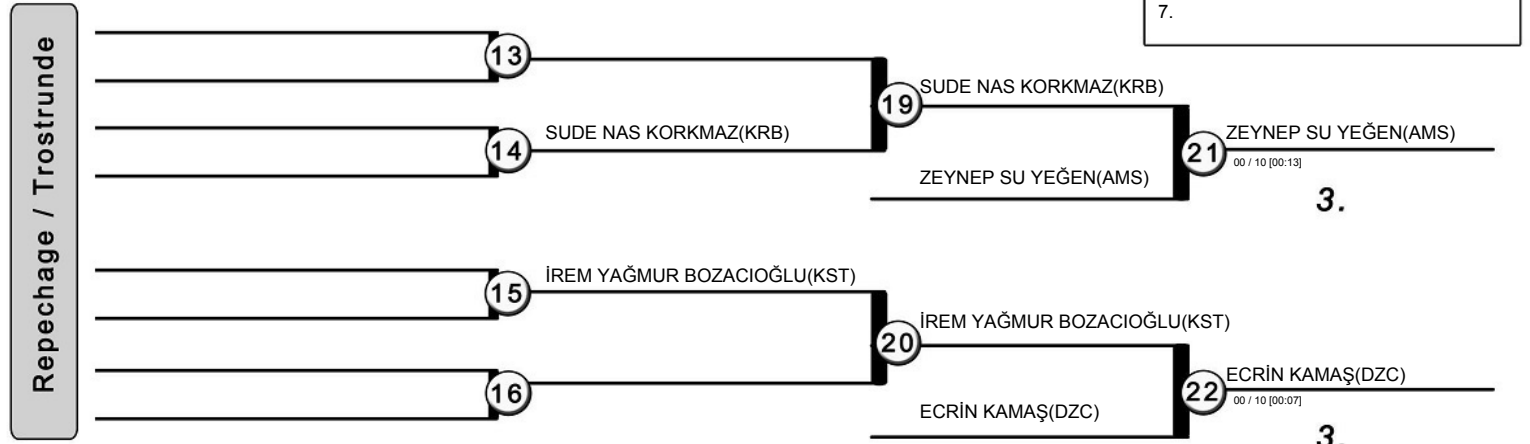 7.
Repechage / Trostrunde
13
14
SUDE NAS KORKMAZ(KRB)
19
SUDE NAS KORKMAZ(KRB)
ZEYNEP SU YEĞEN(AMS)
21
ZEYNEP SU YEĞEN(AMS)
00 / 10 [00:13]
3.
15
İREM YAĞMUR BOZACIOĞLU(KST)
16
20
İREM YAĞMUR BOZACIOĞLU(KST)
ECRİN KAMAŞ(DZC)
22
ECRİN KAMAŞ(DZC)
00 / 10 [00:07]
3.